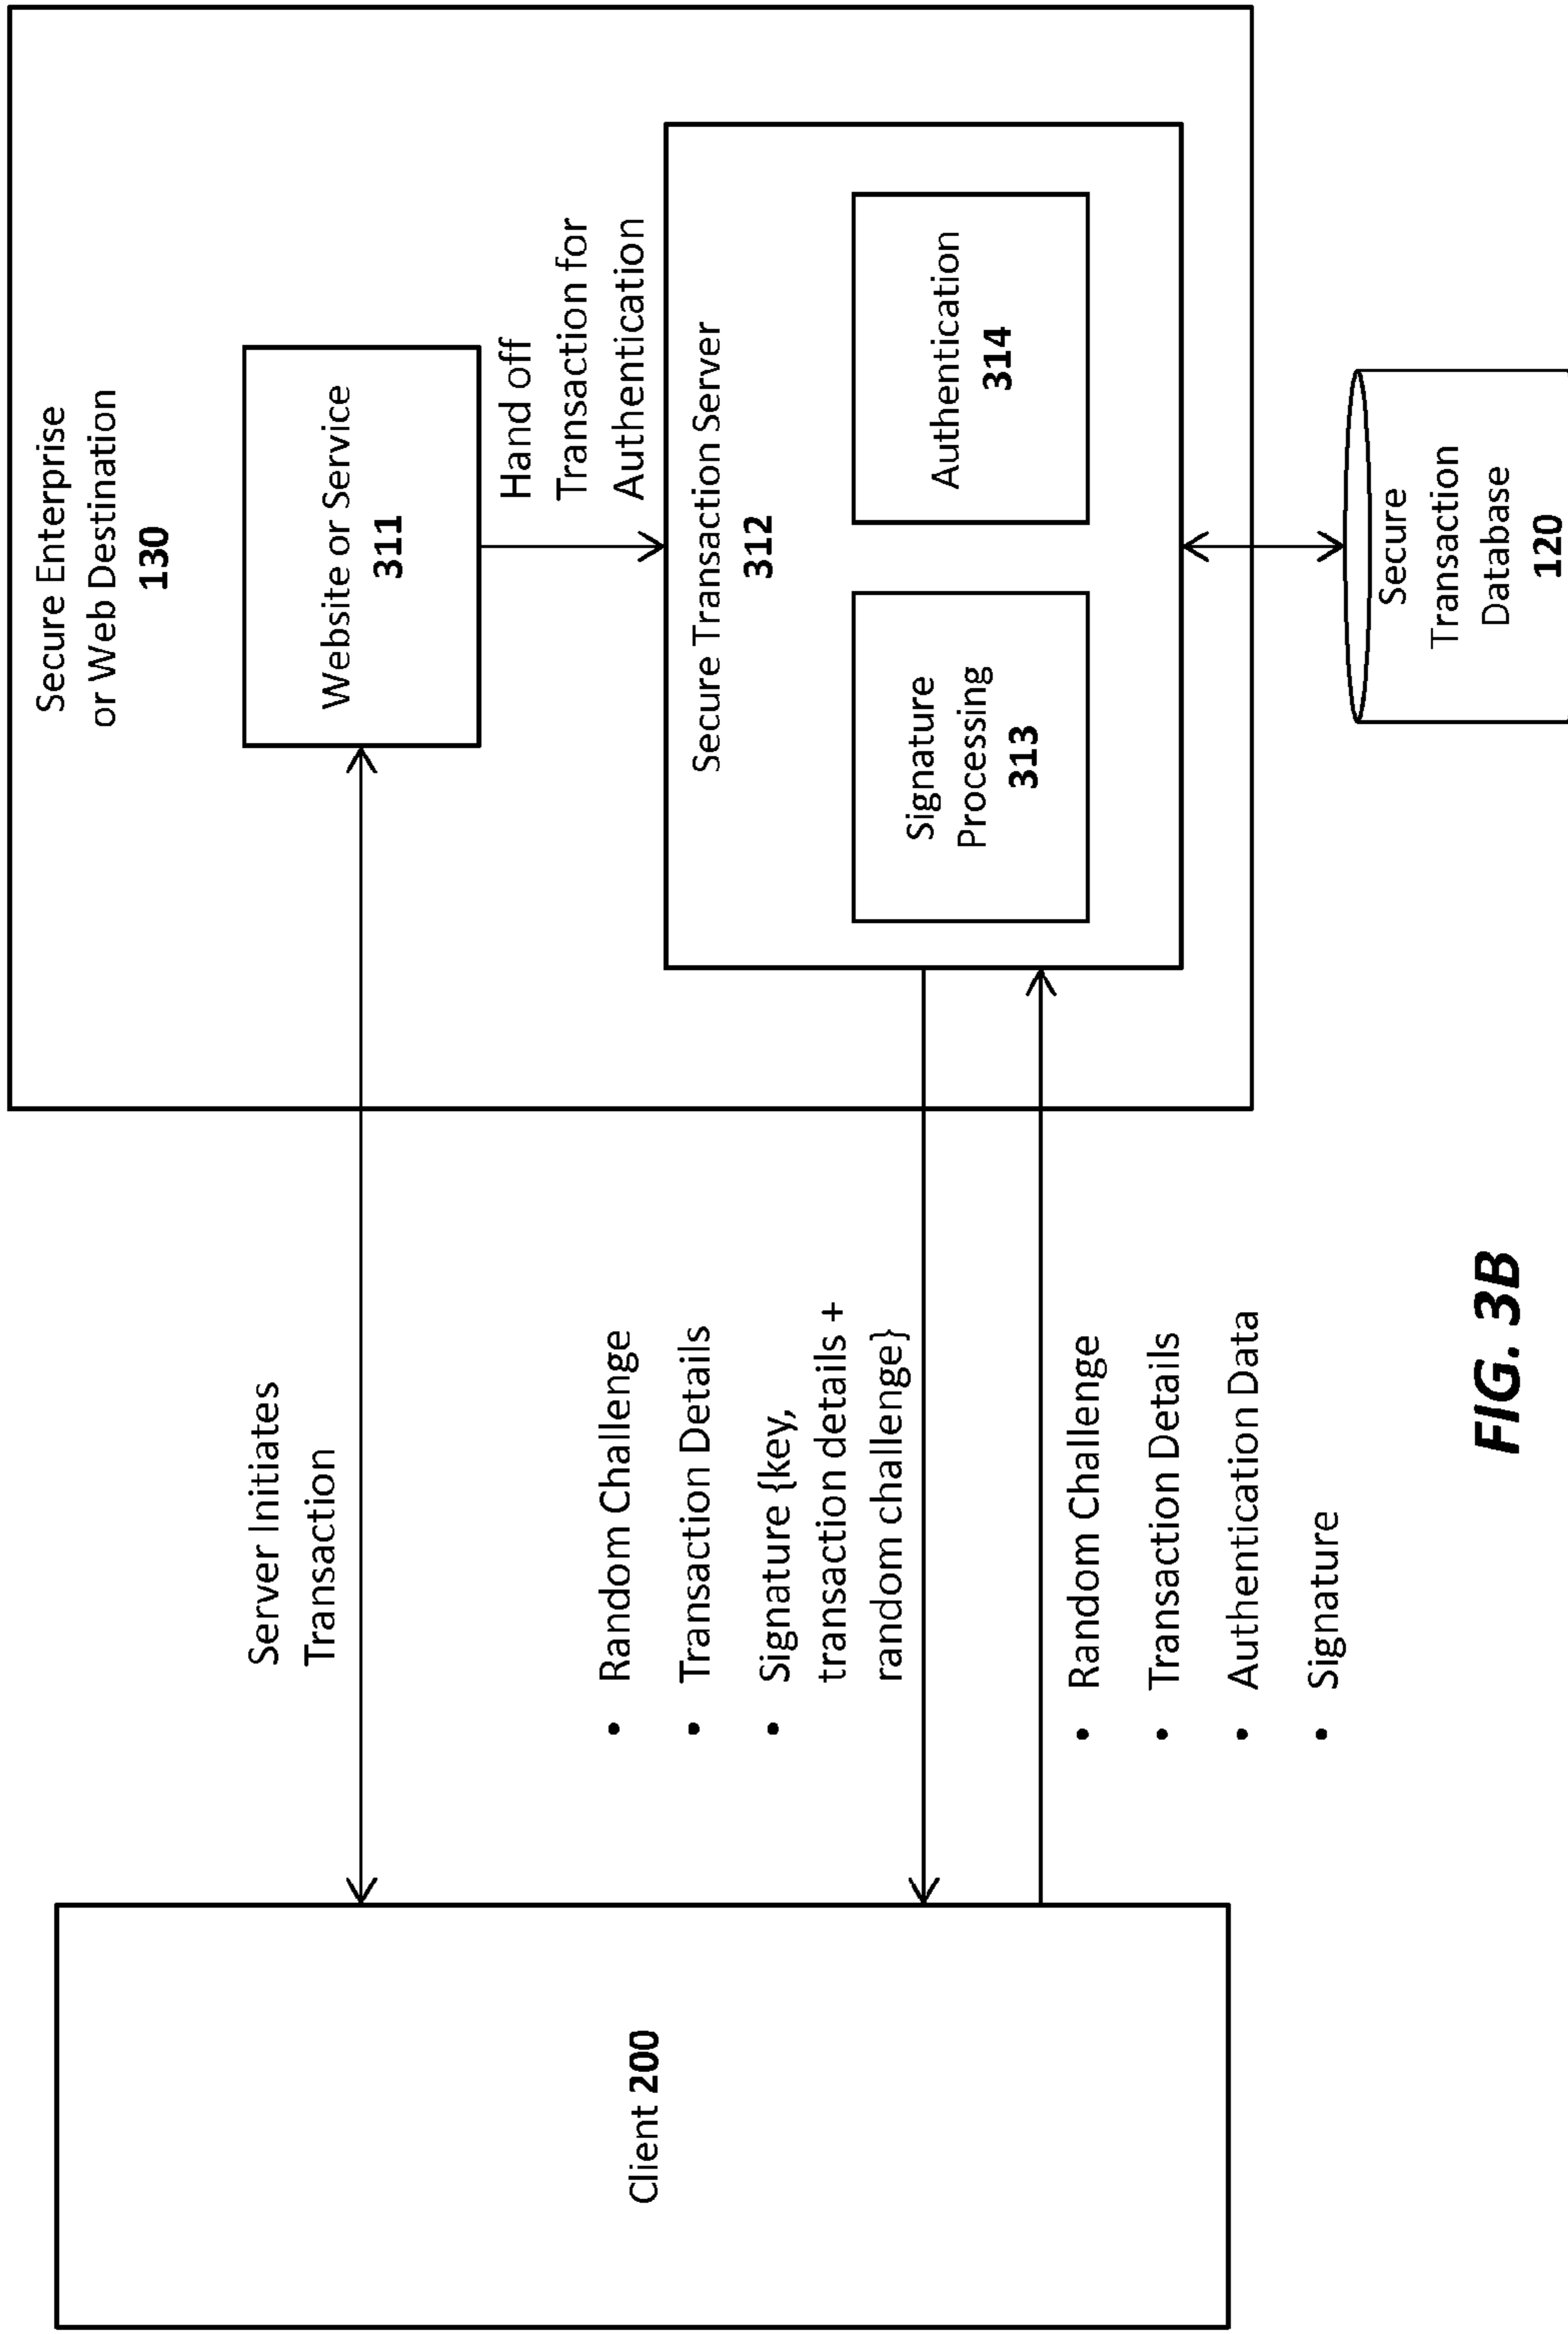 Secure Enterprise
or Web Destination
130
Website or Service
311
Server Initiates
Transaction
Hand off
Transaction for
Authentication
Client 200
• Random Challenge
• Transaction Details
• Signature {key,
transaction details +
random challenge}
Secure Transaction Server
312
Signature
Processing
313
Authentication
314
• Random Challenge
• Transaction Details
• Authentication Data
• Signature
Secure
Transaction
Database
120
FIG. 3B